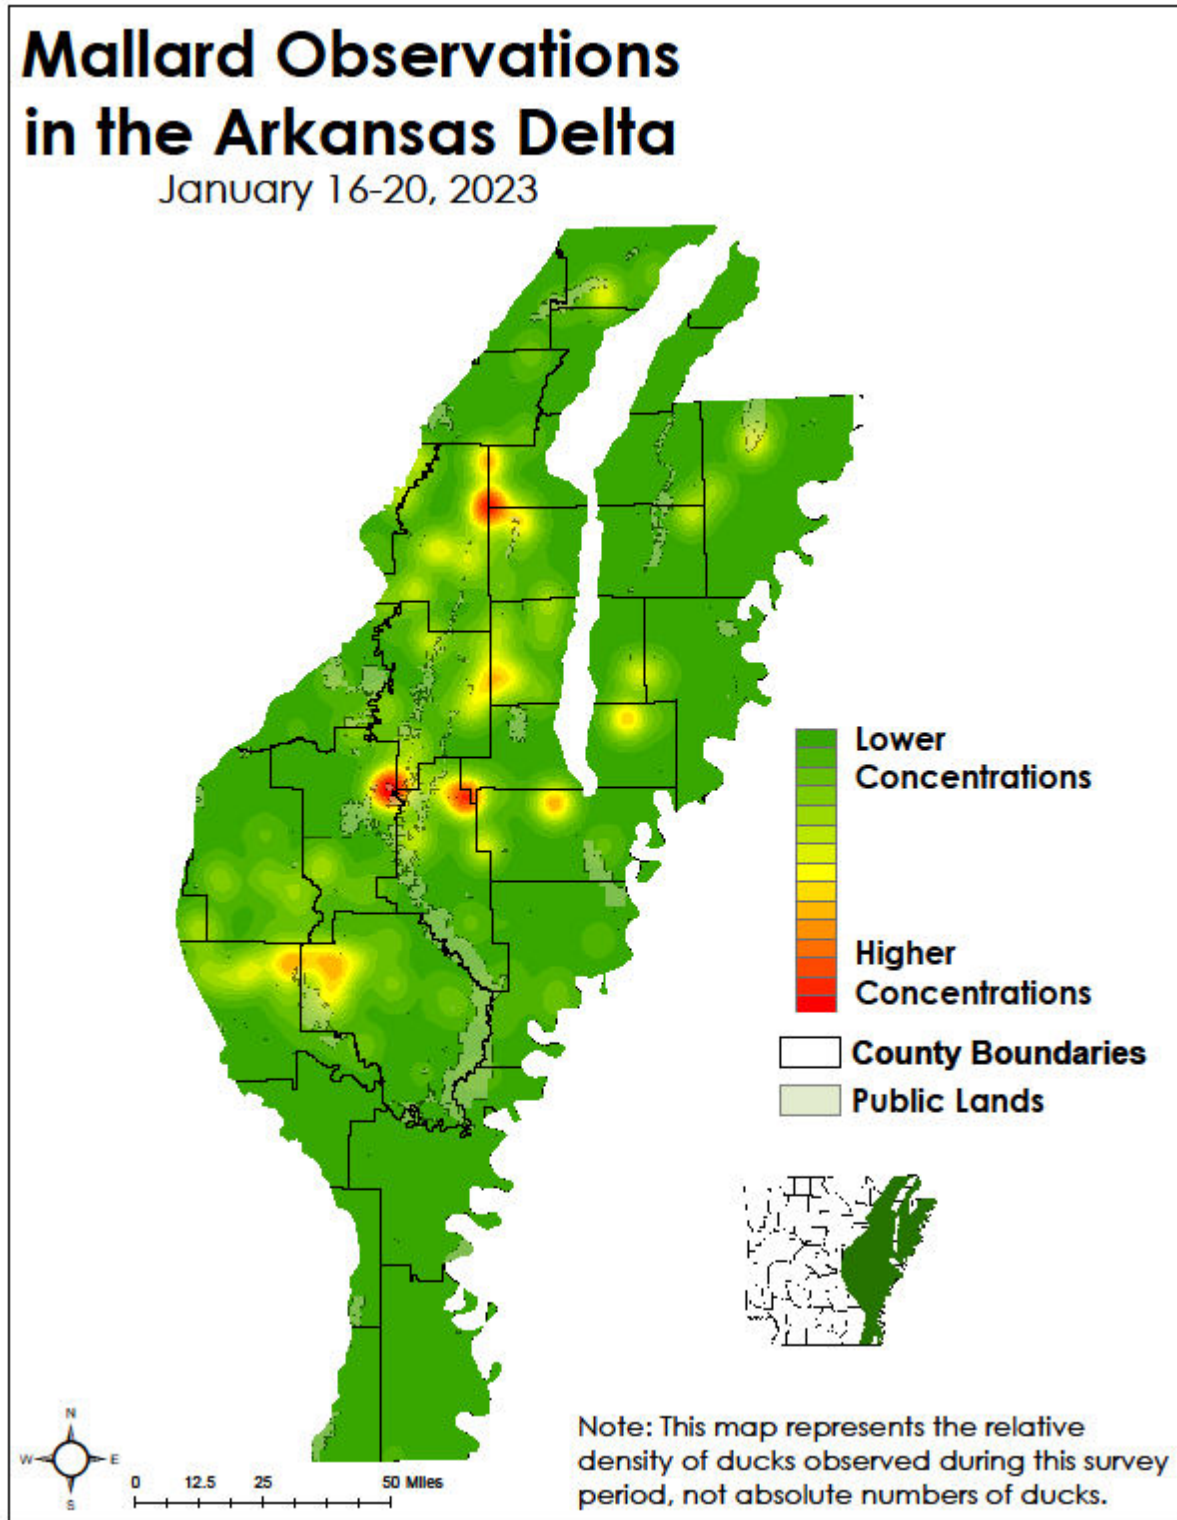 Mallard Observations
in the Arkansas Delta
January 16-20, 2023
Lower
Concentrations
Higher
Concentrations
County Boundaries
Public Lands
N
W
E
S
0 12.5 25 50 Miles
Note: This map represents the relative
density of ducks observed during this survey
period, not absolute numbers of ducks.